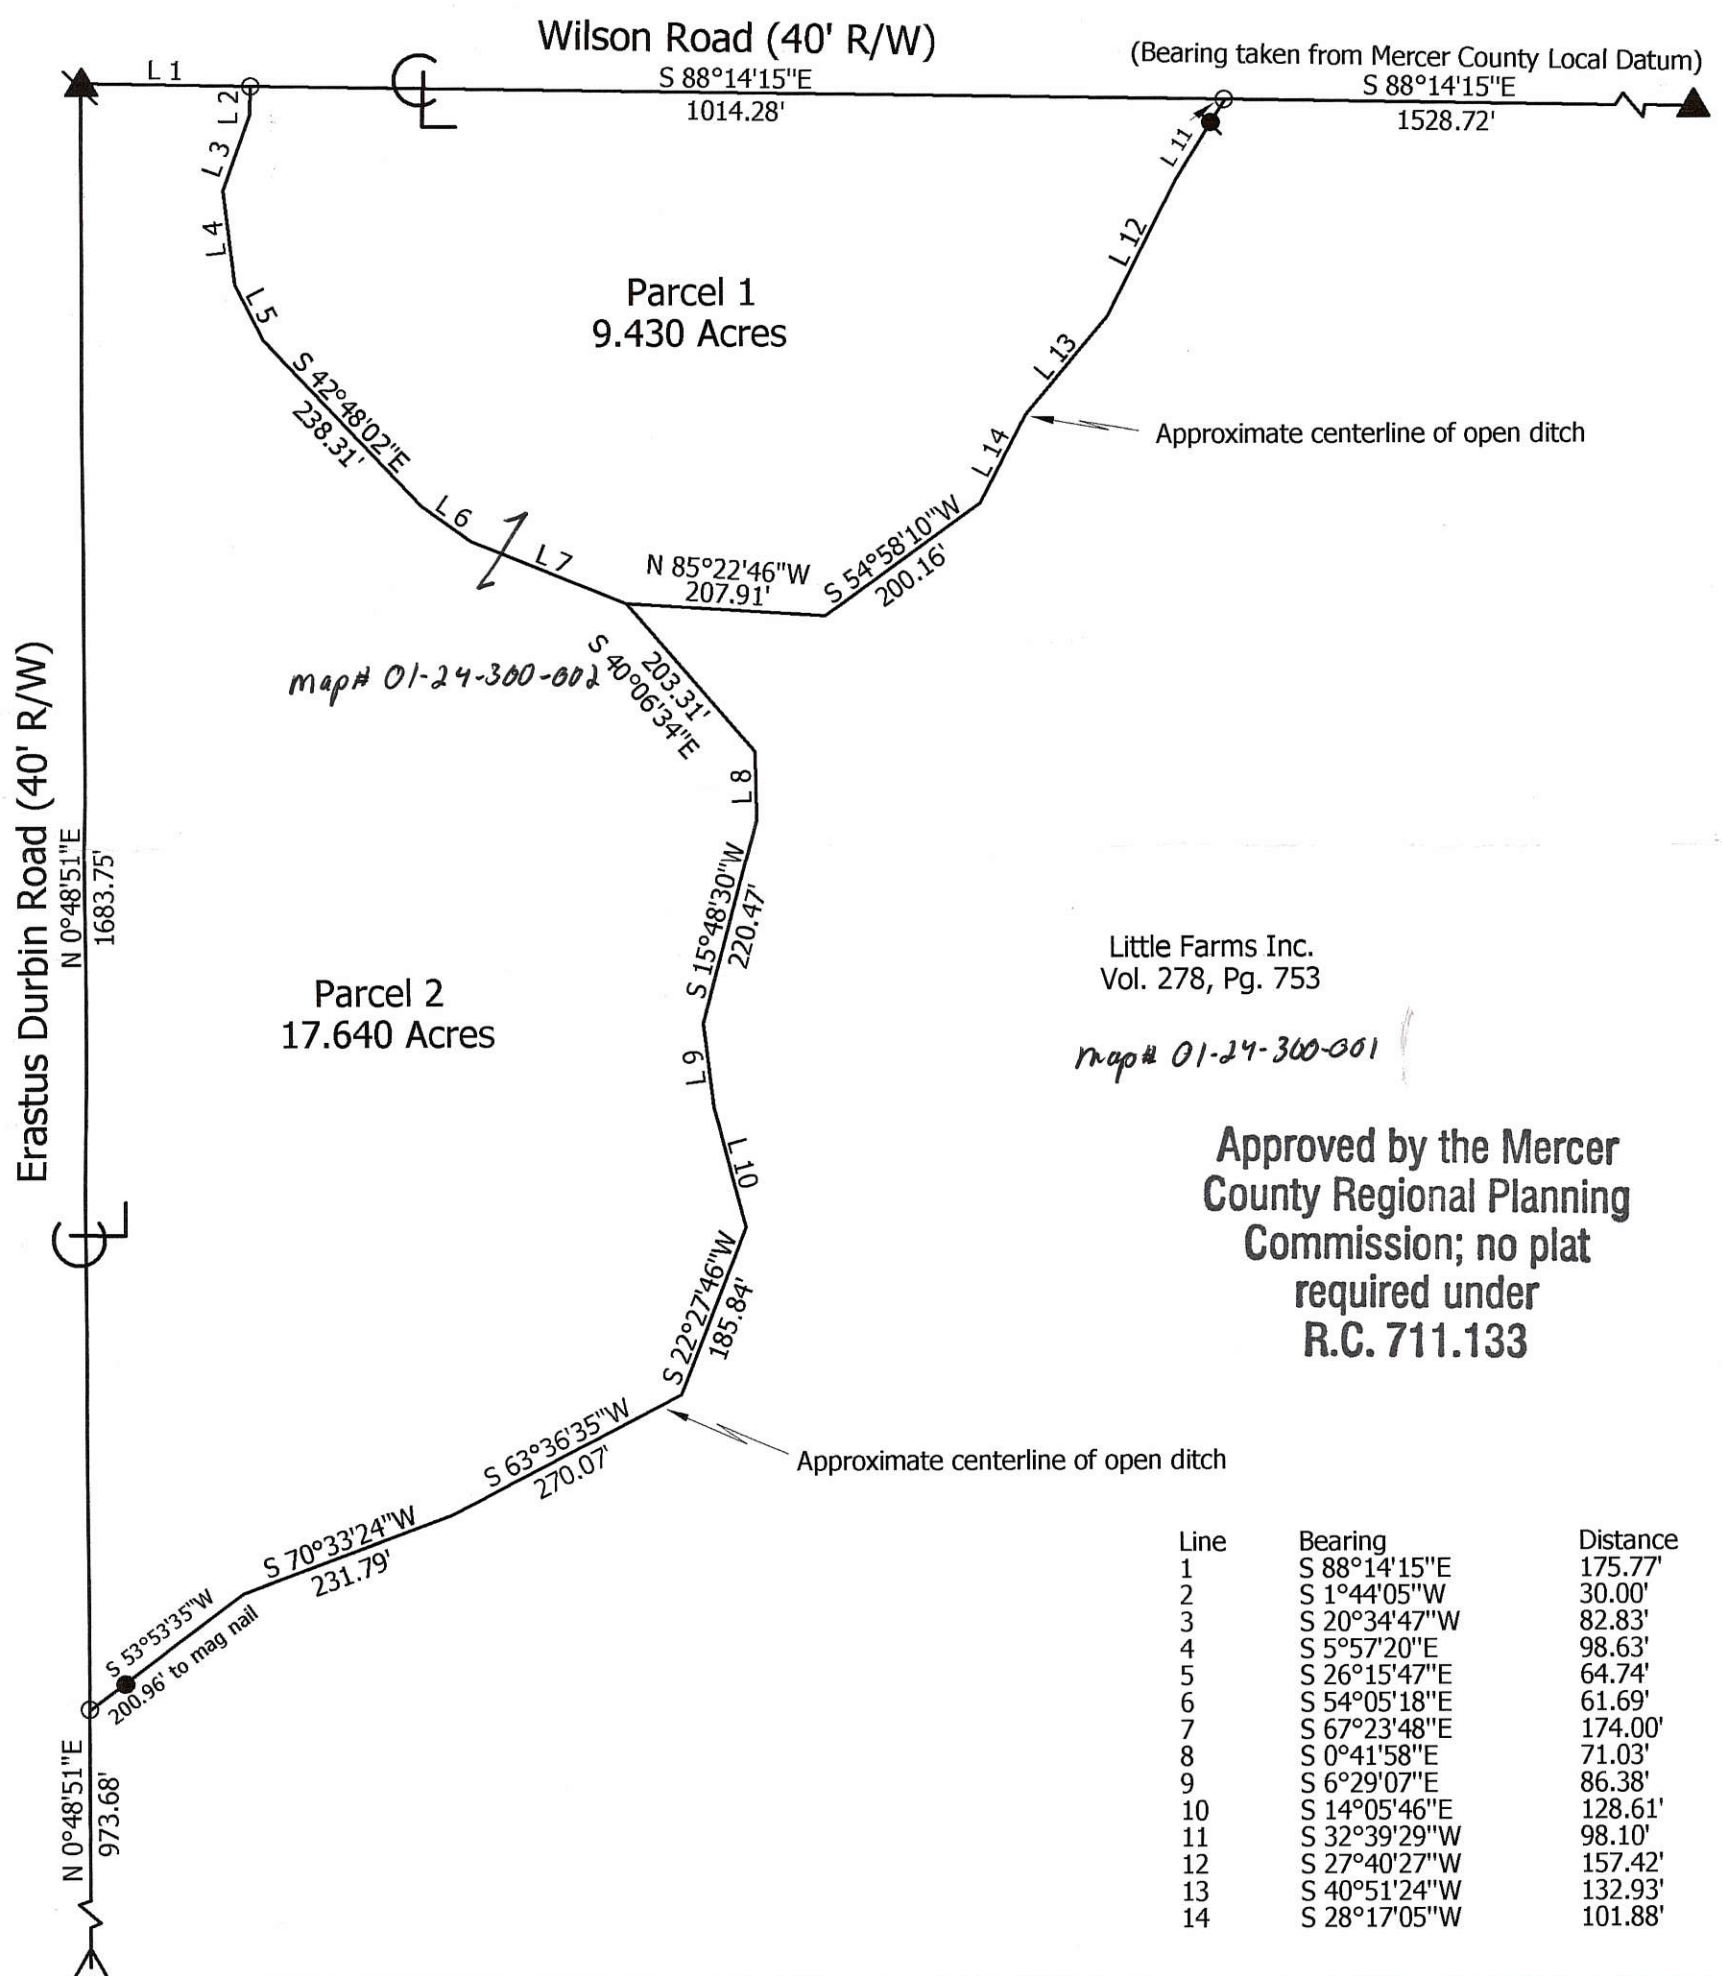 Wilson Road (40' R/W)
(Bearing taken from Mercer County Local Datum)
L 1
S 88°14'15"E
1014.28'
S 88°14'15"E
1528.72'
L 2
L 3
L 4
L 5
L 11
L 12
L 13
L 14
Parcel 1
9.430 Acres
S 42°48'02"E
238.31'
Approximate centerline of open ditch
L 6
L 7
N 85°22'46"W
207.91'
S 54°58'10"W
200.16'
map# 01-24-300-002
203.31'
S 40°06'34"E
L 8
Erastus Durbin Road (40' R/W)
N 0°48'51"E
1683.75'
S 15°48'30"W
220.47'
Parcel 2
17.640 Acres
Little Farms Inc.
Vol. 278, Pg. 753
map# 01-24-300-001
L 9
L 10
Approved by the Mercer
County Regional Planning
Commission; no plat
required under
R.C. 711.133
S 22°27'46"W
185.84'
S 63°36'35"W
270.07'
Approximate centerline of open ditch
S 70°33'24"W
231.79'
S 53°53'35"W
200.96' to mag nail
N 0°48'51"E
973.68'
Line Bearing Distance
1 S 88°14'15"E 175.77'
2 S 1°44'05"W 30.00'
3 S 20°34'47"W 82.83'
4 S 5°57'20"E 98.63'
5 S 26°15'47"E 64.74'
6 S 54°05'18"E 61.69'
7 S 67°23'48"E 174.00'
8 S 0°41'58"E 71.03'
9 S 6°29'07"E 86.38'
10 S 14°05'46"E 128.61'
11 S 32°39'29"W 98.10'
12 S 27°40'27"W 157.42'
13 S 40°51'24"W 132.93'
14 S 28°17'05"W 101.88'